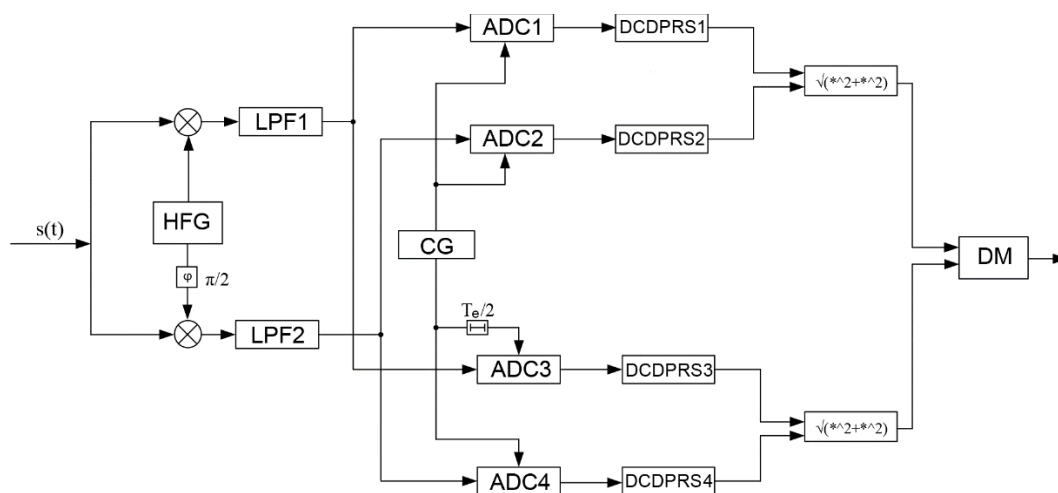 ADC1
DCDPRS1
√(*^2+*^2)
LPF1
ADC2
DCDPRS2
HFG
s(t)
CG
DM
φ
π/2
Te/2
LPF2
ADC3
DCDPRS3
√(*^2+*^2)
ADC4
DCDPRS4